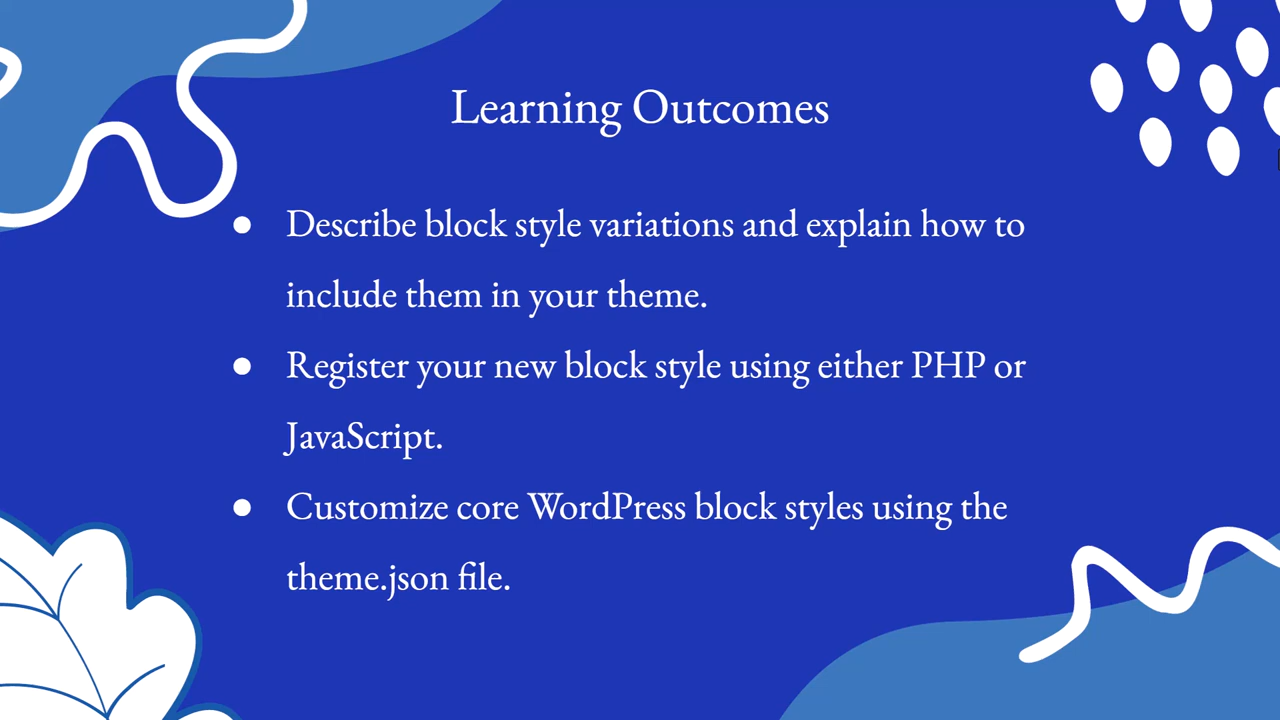 Learning Outcomes
● Describe block style variations and explain how to
include them in your theme.
● Register your new block style using either PHP or
JavaScript.
● Customize core WordPress block styles using the
theme.json file.